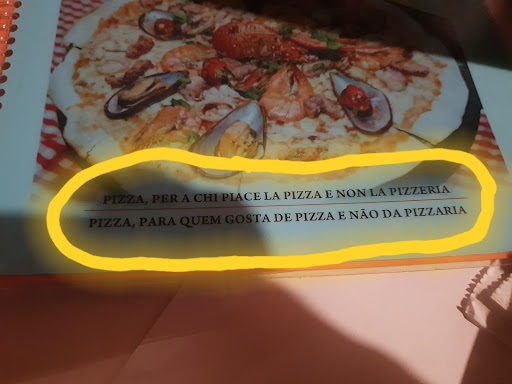 PIZZA, PER A CHI PIACE LA PIZZA E NON LA PIZZERIA
PIZZA, PARA QUEM GOSTA DE PIZZA E NÃO DA PIZZARIA